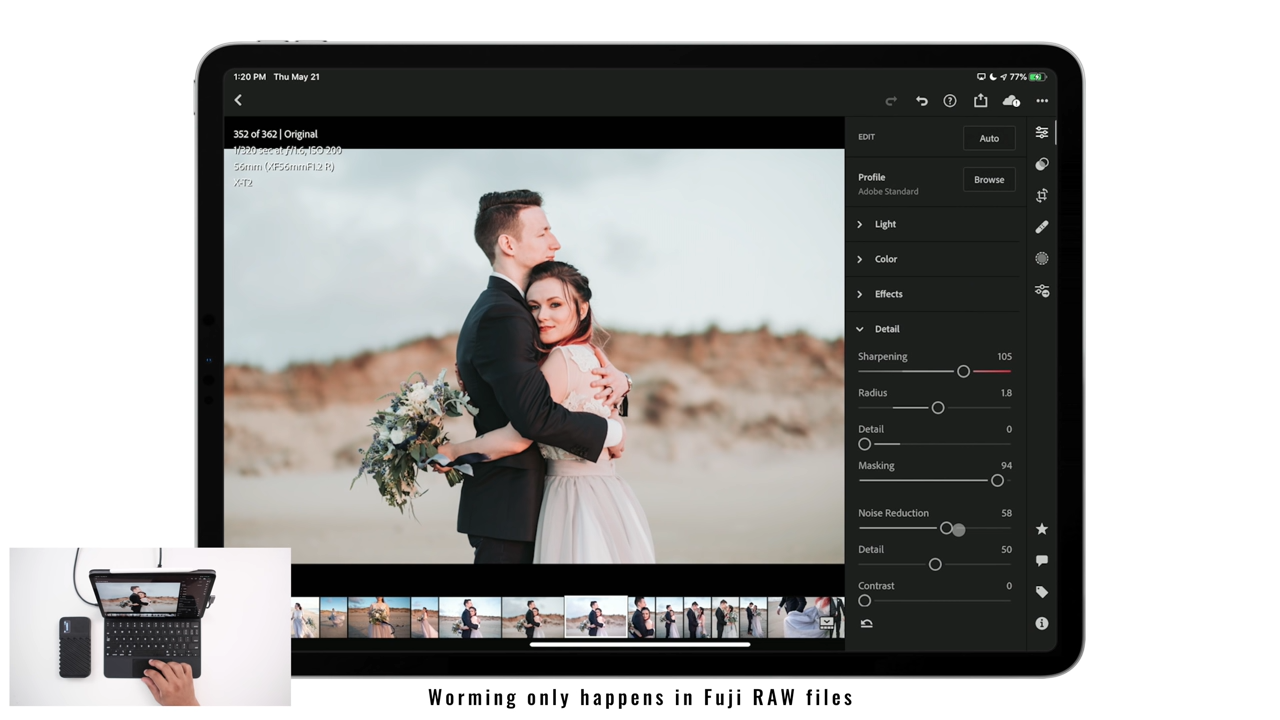 1:20 PM Thu May 21
77%
352 of 362 | Original
1/320 sec at ƒ/1.6, ISO 200
56mm (XF56mmF1.2 R)
X-T2
EDIT
Auto
Profile
Adobe Standard
Browse
Light
Color
Effects
Detail
Sharpening 105
Radius 1.8
Detail 0
Masking 94
Noise Reduction 58
Detail 50
Contrast 0
Worming only happens in Fuji RAW files